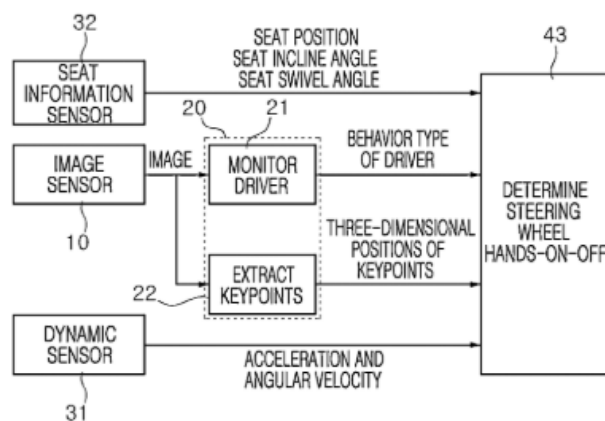 32
SEAT POSITION
SEAT INCLINE ANGLE
SEAT SWIVEL ANGLE
43
SEAT
INFORMATION
SENSOR
20
21
IMAGE
SENSOR
IMAGE
MONITOR
DRIVER
BEHAVIOR TYPE
OF DRIVER
10
DETERMINE
STEERING
WHEEL
HANDS-ON-OFF
THREE-DIMENSIONAL
POSITIONS OF
KEYPOINTS
22
EXTRACT
KEYPOINTS
DYNAMIC
SENSOR
ACCELERATION AND
ANGULAR VELOCITY
31